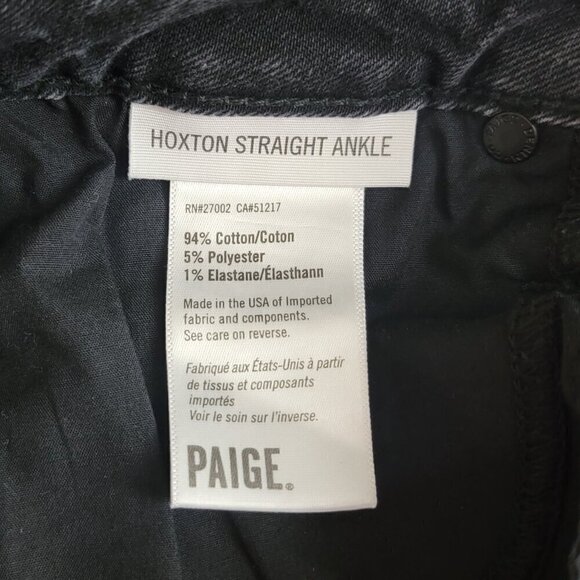 HOXTON STRAIGHT ANKLE
RN#27002 CA#51217
94% Cotton/Coton
5% Polyester
1% Elastane/Élasthann
Made in the USA of Imported
fabric and components.
See care on reverse.
Fabriqué aux États-Unis à partir
de tissus et composants
importés
Voir le soin sur l'inverse.
PAIGE®